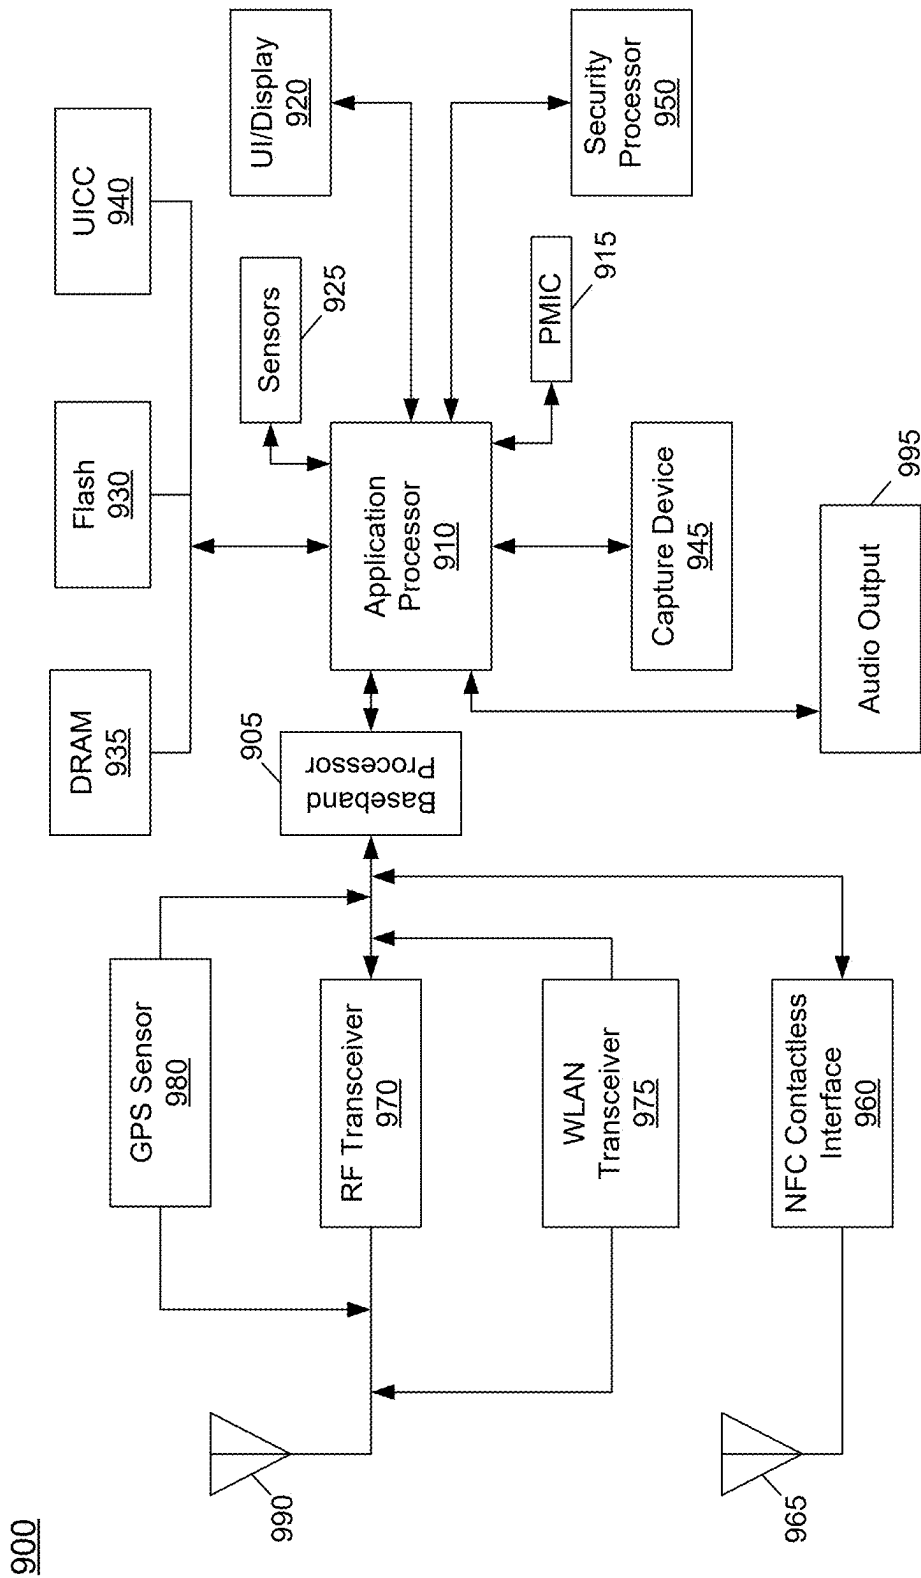 900
UICC
940
Flash
930
DRAM
935
UI/Display
920
Sensors
925
Security
Processor
950
PMIC
915
Application
Processor
910
Capture Device
945
Audio Output
995
Baseband
Processor
905
GPS Sensor
980
RF Transceiver
970
WLAN
Transceiver
975
NFC Contactless
Interface
960
990
965